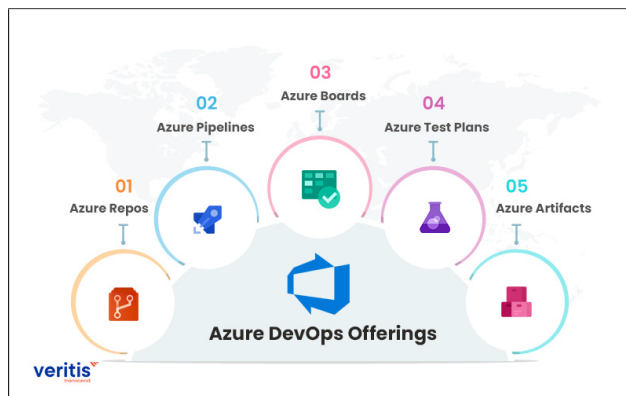 01
Azure Repos
02
Azure Pipelines
03
Azure Boards
04
Azure Test Plans
05
Azure Artifacts
Azure DevOps Offerings
veritis
transcend